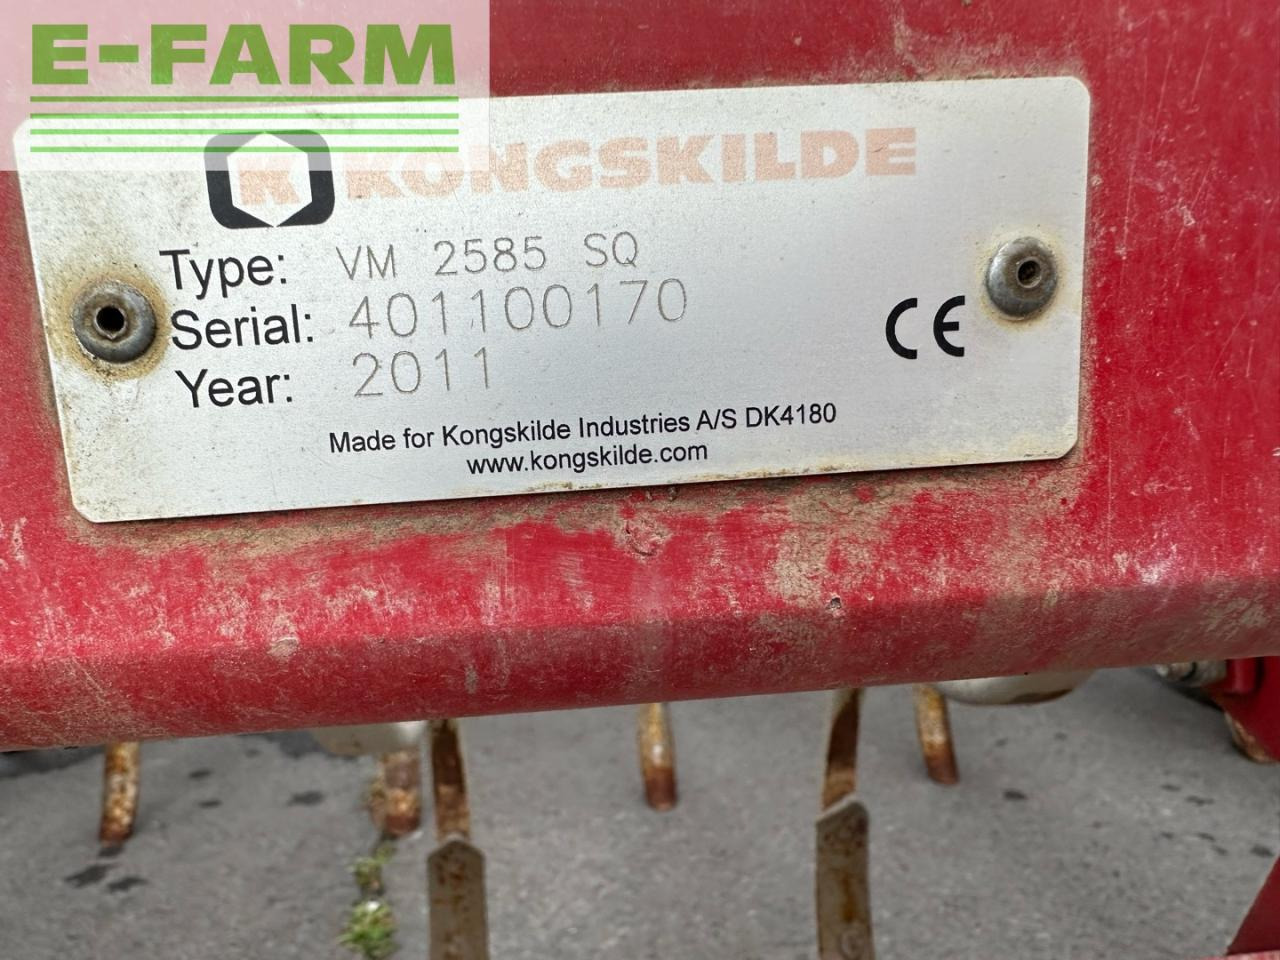 E-FARM
K KONGSKILDE
Type: VM 2585 SQ
Serial: 401100170
Year: 2011
CE
Made for Kongskilde Industries A/S DK4180
www.kongskilde.com